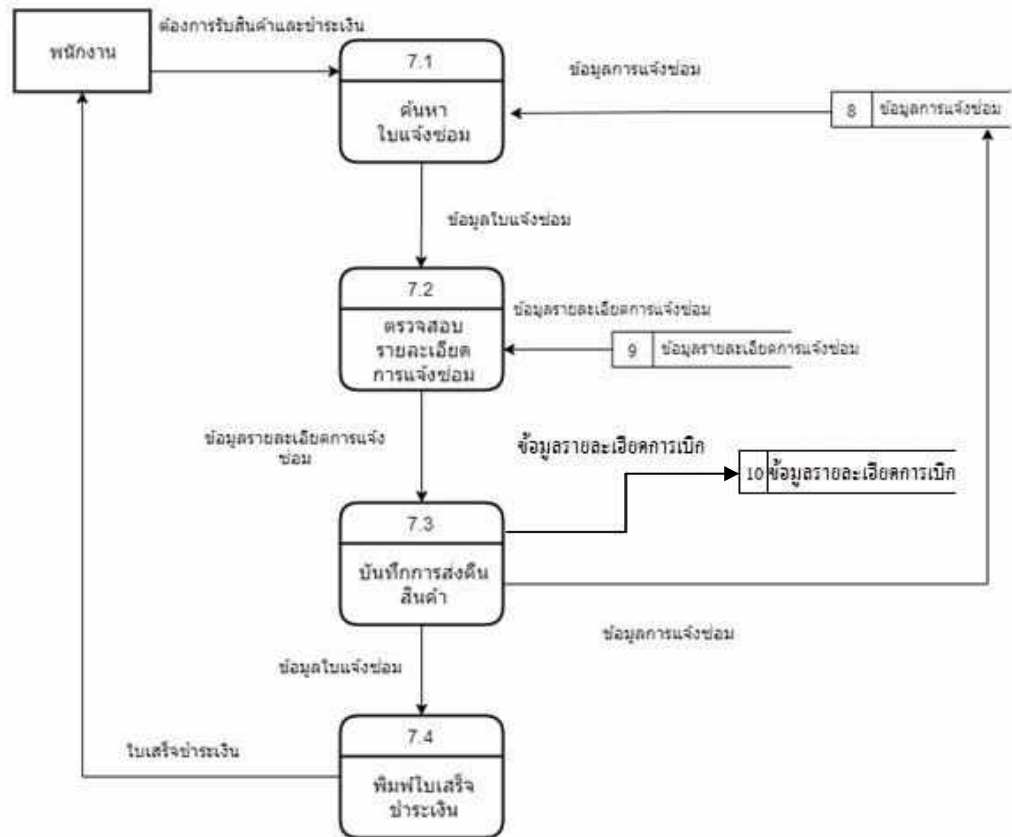 ต้องการรับสินค้าและชำระเงิน
พนักงาน
7.1
ค้นหา
ใบแจ้งซ่อม
ข้อมูลการแจ้งซ่อม
8 ข้อมูลการแจ้งซ่อม
ข้อมูลใบแจ้งซ่อม
7.2
ตรวจสอบ
รายละเอียด
การแจ้งซ่อม
ข้อมูลรายละเอียดการแจ้งซ่อม
9 ข้อมูลรายละเอียดการแจ้งซ่อม
ข้อมูลรายละเอียดการแจ้ง
ซ่อม
ข้อมูลรายละเอียดการเบิก
10 ข้อมูลรายละเอียดการเบิก
7.3
บันทึกการส่งคืน
สินค้า
ข้อมูลการแจ้งซ่อม
ข้อมูลใบแจ้งซ่อม
7.4
พิมพ์ใบเสร็จ
ชำระเงิน
ใบเสร็จชำระเงิน